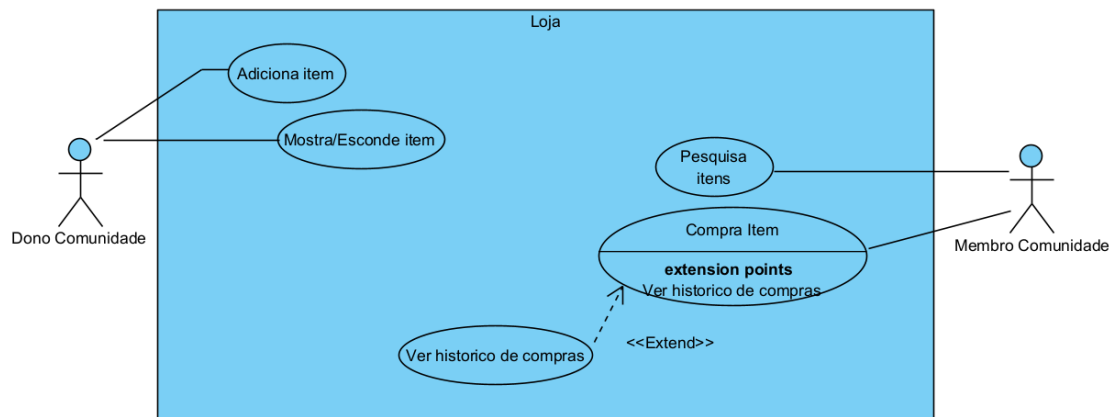 Loja
Adiciona item
Mostra/Esconde item
Dono Comunidade
Pesquisa
itens
Compra Item
extension points
Ver historico de compras
Membro Comunidade
<<Extend>>
Ver historico de compras